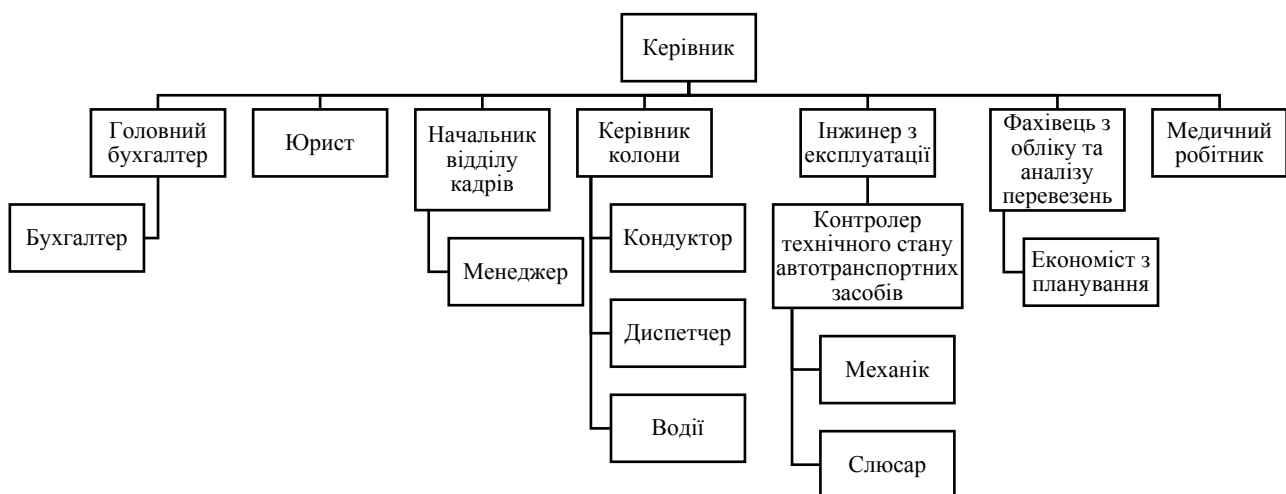 Керівник
Головний
бухгалтер
Юрист
Начальник
відділу
кадрів
Керівник
колони
Інжинер з
експлуатації
Фахівець з
обліку та
аналізу
перевезень
Медичний
робітник
Бухгалтер
Менеджер
Кондуктор
Диспетчер
Водії
Контролер
технічного стану
автотранспортних
засобів
Механік
Слюсар
Економіст з
планування